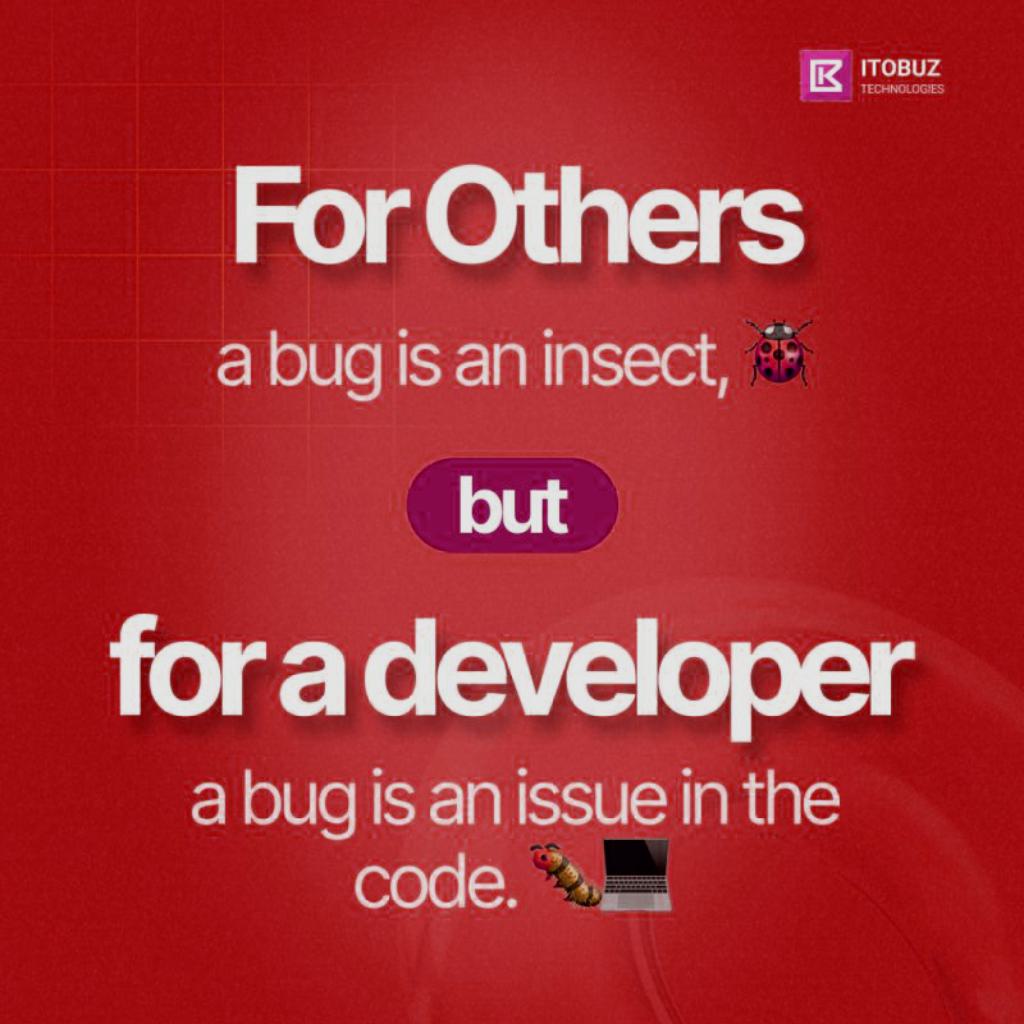 ITOBUZ
TECHNOLOGIES
For Others
a bug is an insect, 🐞
but
for a developer
a bug is an issue in the
code. 🐛💻